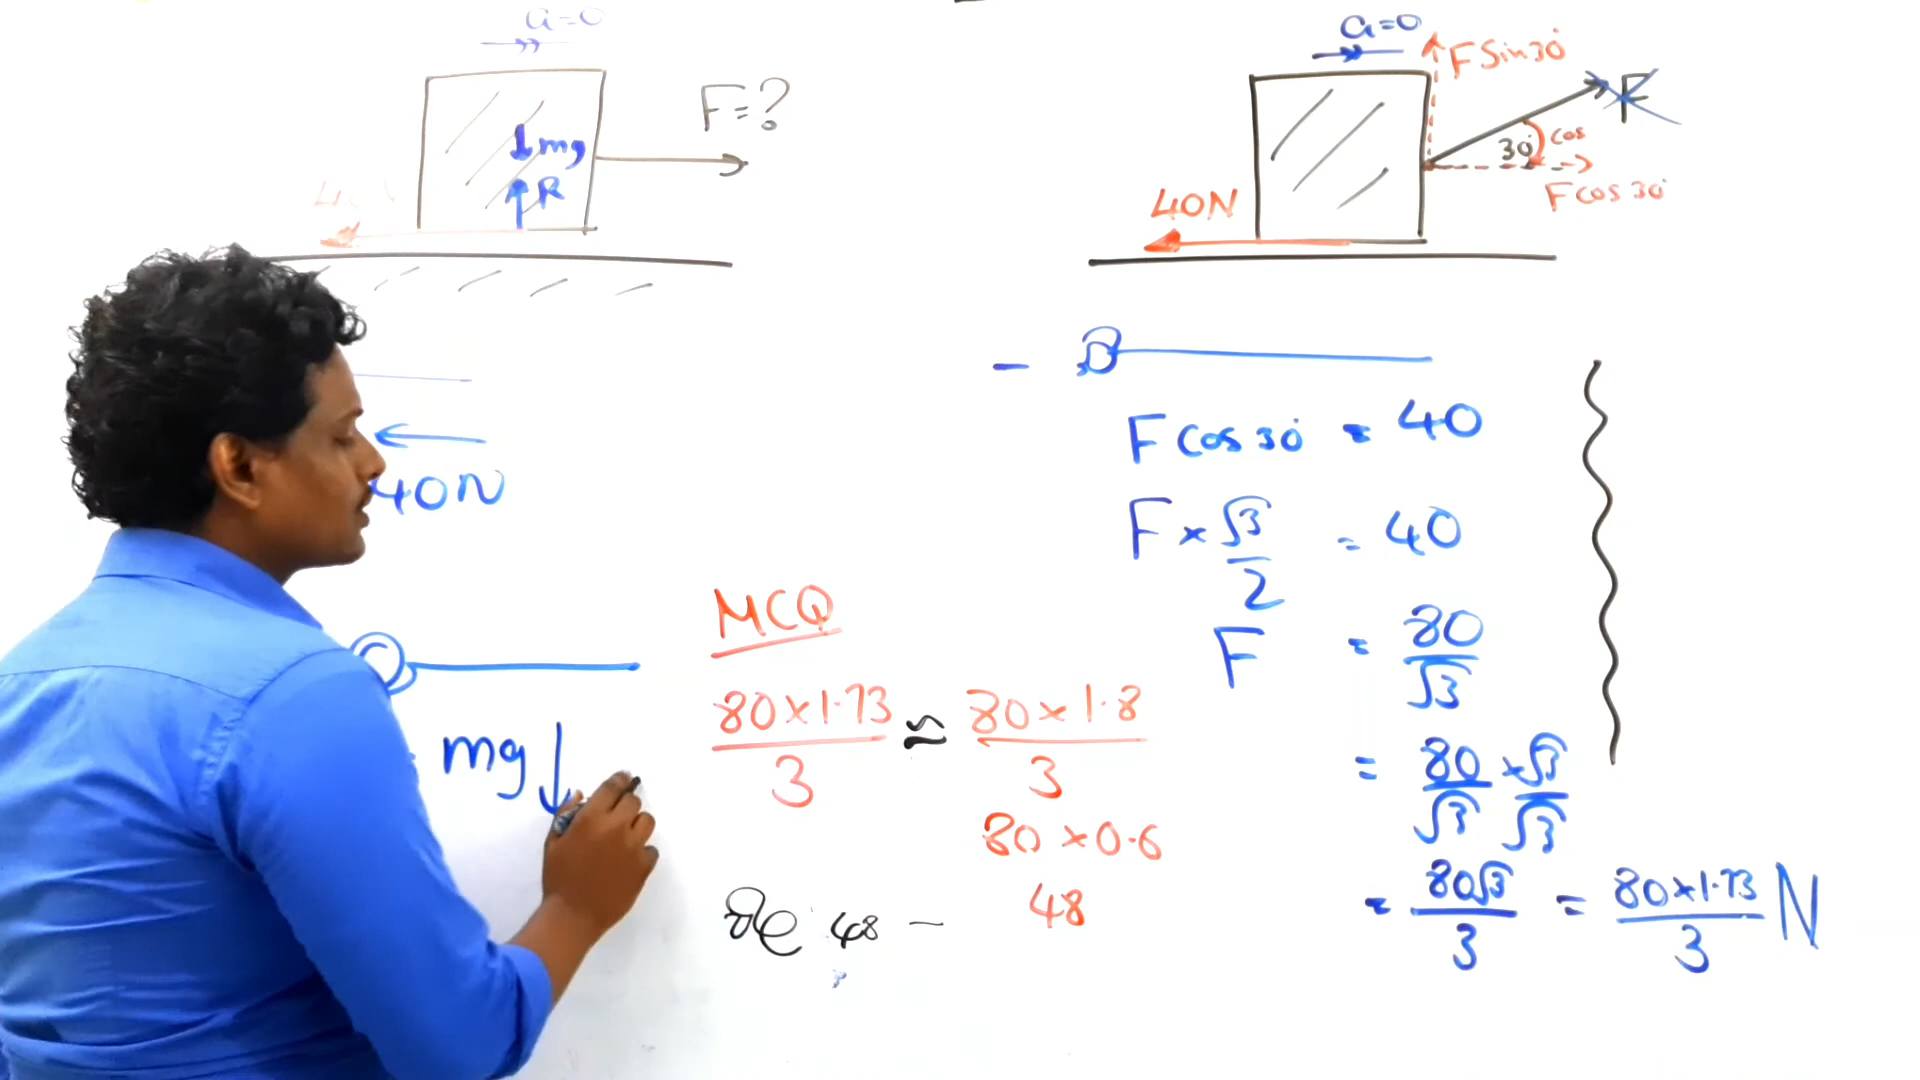 a=0
F=?
mg
R
40N
a=0
F Sin30°
F
cos
30°
F cos 30°
40N
40N
mg
MCQ
80×1.73/3 ≈ 80×1.8/3
80 × 0.6
48
48 –
F cos 30° = 40
F × √3/2 = 40
F = 80/√3
= 80/√3 × √3/√3
= 80√3/3 = 80×1.73/3 N